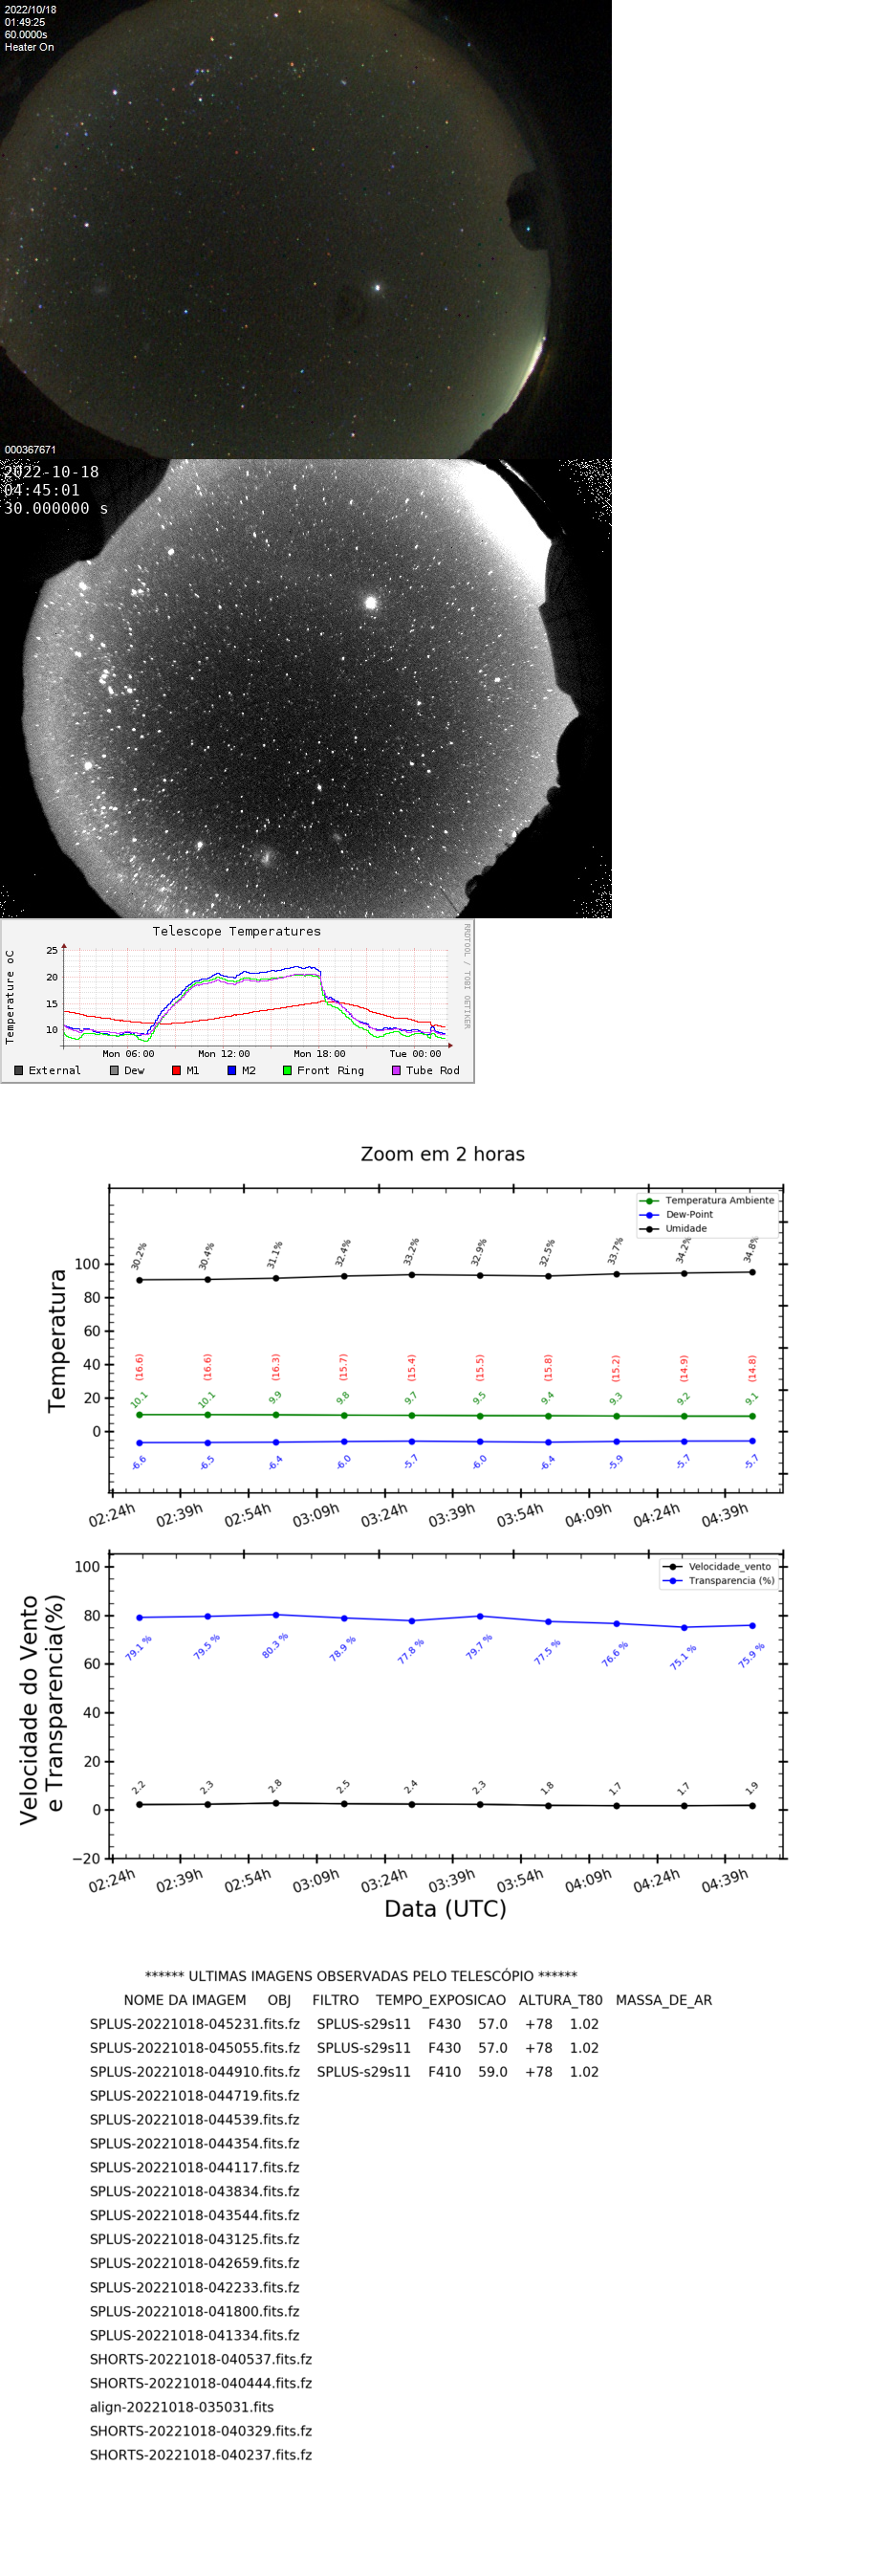 2022/10/18
01:49:25
60.0000s
Heater On
000367671
2022-10-18
04:45:01
30.000000 s
Telescope Temperatures
RRDTOOL / TOBI OETIKER
Temperature oC
25
20
15
10
Mon 06:00 Mon 12:00 Mon 18:00 Tue 00:00
External Dew M1 M2 Front Ring Tube Rod
Zoom em 2 horas
Temperatura Ambiente
Dew-Point
Umidade
Temperatura
100
80
60
40
20
0
30.2% 30.4% 31.1% 32.4% 33.2% 32.9% 32.5% 33.7% 34.2% 34.8%
(16.6) (16.6) (16.3) (15.7) (15.4) (15.5) (15.8) (15.2) (14.9) (14.8)
10.1 10.1 9.9 9.8 9.7 9.5 9.4 9.3 9.2 9.1
-6.6 -6.5 -6.4 -6.0 -5.7 -6.0 -6.4 -5.9 -5.7 -5.7
02:24h 02:39h 02:54h 03:09h 03:24h 03:39h 03:54h 04:09h 04:24h 04:39h
Velocidade_vento
Transparencia (%)
Velocidade do Vento
e Transparencia(%)
100
80
60
40
20
0
−20
79.1 % 79.5 % 80.3 % 78.9 % 77.8 % 79.7 % 77.5 % 76.6 % 75.1 % 75.9 %
2.2 2.3 2.8 2.5 2.4 2.3 1.8 1.7 1.7 1.9
02:24h 02:39h 02:54h 03:09h 03:24h 03:39h 03:54h 04:09h 04:24h 04:39h
Data (UTC)
****** ULTIMAS IMAGENS OBSERVADAS PELO TELESCÓPIO ******
NOME DA IMAGEM OBJ FILTRO TEMPO_EXPOSICAO ALTURA_T80 MASSA_DE_AR
SPLUS-20221018-045231.fits.fz SPLUS-s29s11 F430 57.0 +78 1.02
SPLUS-20221018-045055.fits.fz SPLUS-s29s11 F430 57.0 +78 1.02
SPLUS-20221018-044910.fits.fz SPLUS-s29s11 F410 59.0 +78 1.02
SPLUS-20221018-044719.fits.fz
SPLUS-20221018-044539.fits.fz
SPLUS-20221018-044354.fits.fz
SPLUS-20221018-044117.fits.fz
SPLUS-20221018-043834.fits.fz
SPLUS-20221018-043544.fits.fz
SPLUS-20221018-043125.fits.fz
SPLUS-20221018-042659.fits.fz
SPLUS-20221018-042233.fits.fz
SPLUS-20221018-041800.fits.fz
SPLUS-20221018-041334.fits.fz
SHORTS-20221018-040537.fits.fz
SHORTS-20221018-040444.fits.fz
align-20221018-035031.fits
SHORTS-20221018-040329.fits.fz
SHORTS-20221018-040237.fits.fz